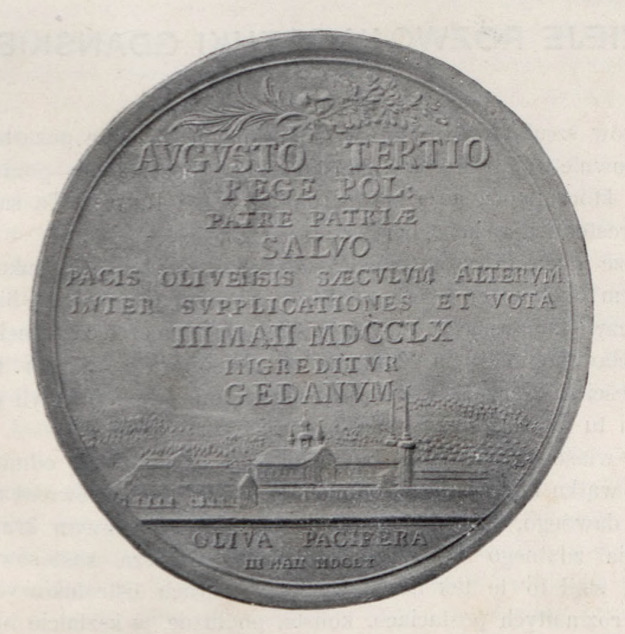 AVGVSTO TERTIO
REGE POL:
PATRE PATRIÆ
SALVO
PACIS OLIVENSIS SÆCVLVM ALTERVM
INTER SVPPLICATIONES ET VOTA
III MAII MDCCLX
INGREDITVR
GEDANVM
OLIVA PACIFERA
III MAII